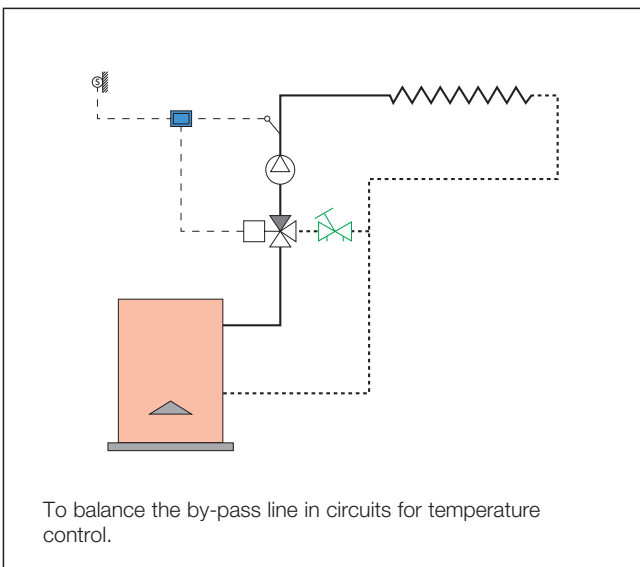 S
To balance the by-pass line in circuits for temperature
control.